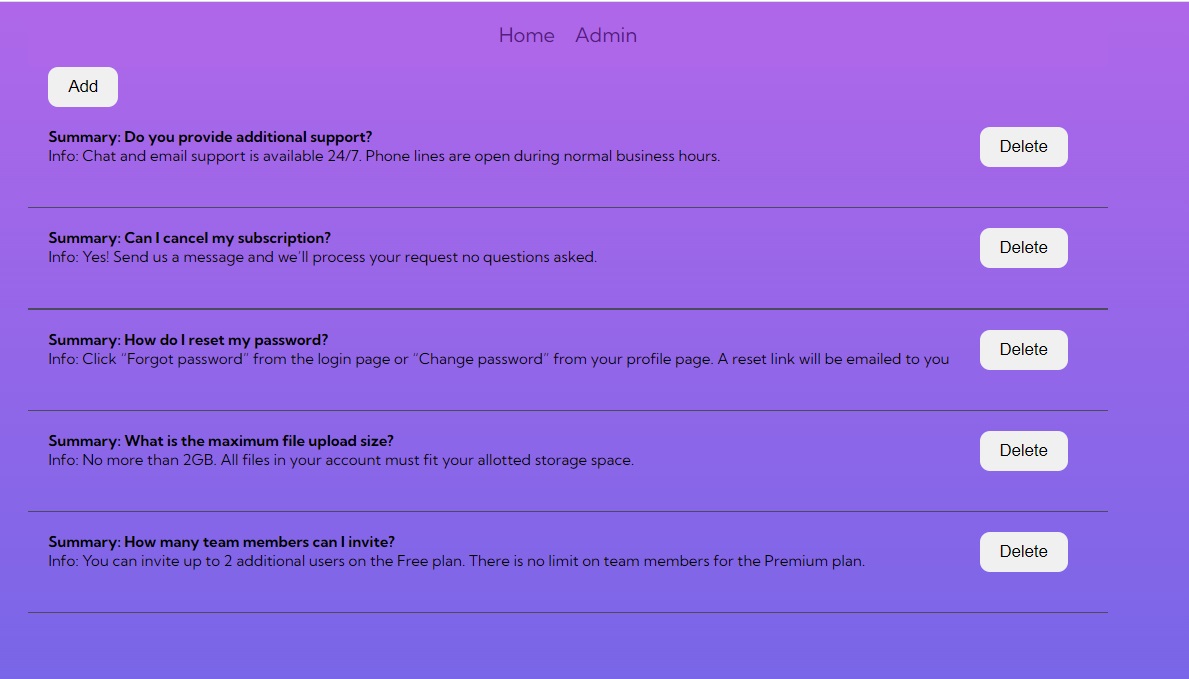 Home Admin
Add
Summary: Do you provide additional support?
Info: Chat and email support is available 24/7. Phone lines are open during normal business hours.
Delete
Summary: Can I cancel my subscription?
Info: Yes! Send us a message and we'll process your request no questions asked.
Delete
Summary: How do I reset my password?
Info: Click “Forgot password” from the login page or “Change password” from your profile page. A reset link will be emailed to you
Delete
Summary: What is the maximum file upload size?
Info: No more than 2GB. All files in your account must fit your allotted storage space.
Delete
Summary: How many team members can I invite?
Info: You can invite up to 2 additional users on the Free plan. There is no limit on team members for the Premium plan.
Delete